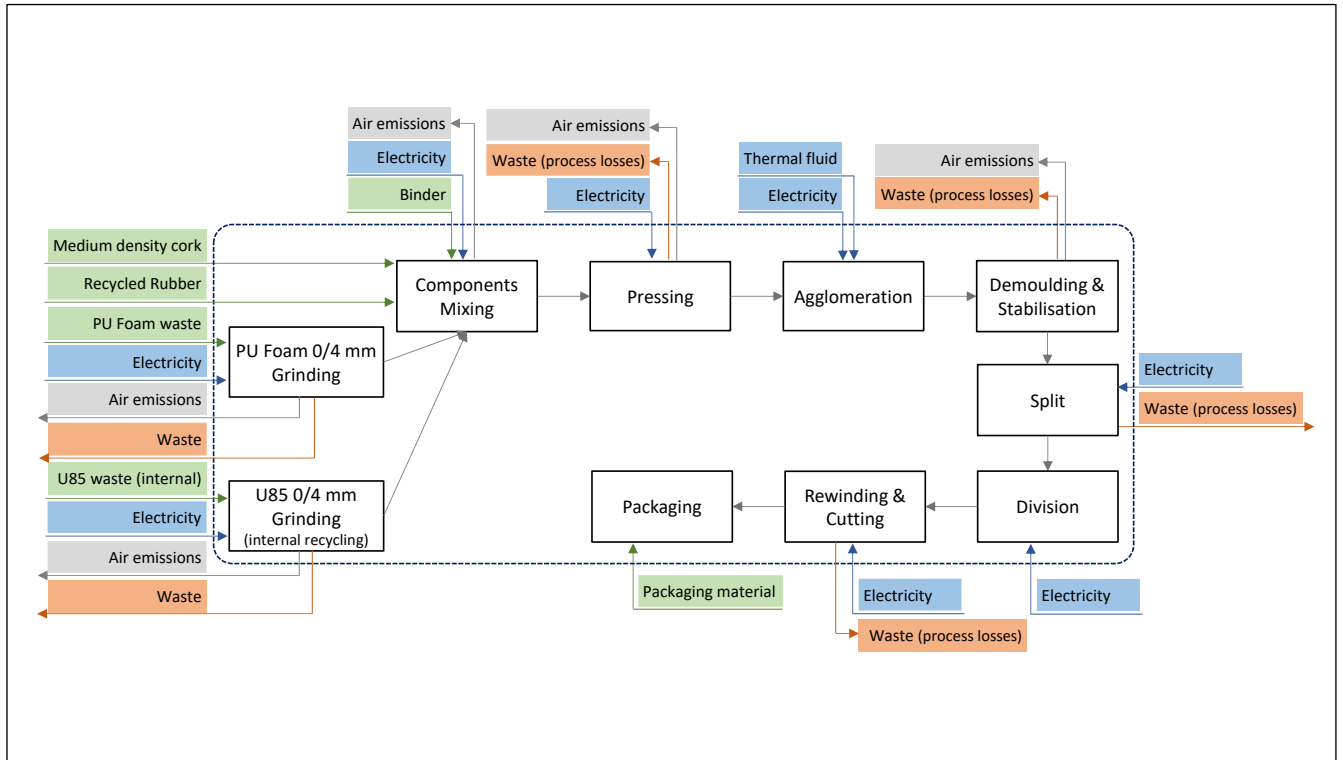 Air emissions
Electricity
Binder
Air emissions
Waste (process losses)
Electricity
Thermal fluid
Electricity
Air emissions
Waste (process losses)
Medium density cork
Recycled Rubber
PU Foam waste
Electricity
Air emissions
Waste
U85 waste (internal)
Electricity
Air emissions
Waste
Components
Mixing
Pressing
Agglomeration
Demoulding &
Stabilisation
PU Foam 0/4 mm
Grinding
Split
Electricity
Waste (process losses)
U85 0/4 mm
Grinding
(internal recycling)
Packaging
Rewinding &
Cutting
Division
Packaging material
Electricity
Waste (process losses)
Electricity